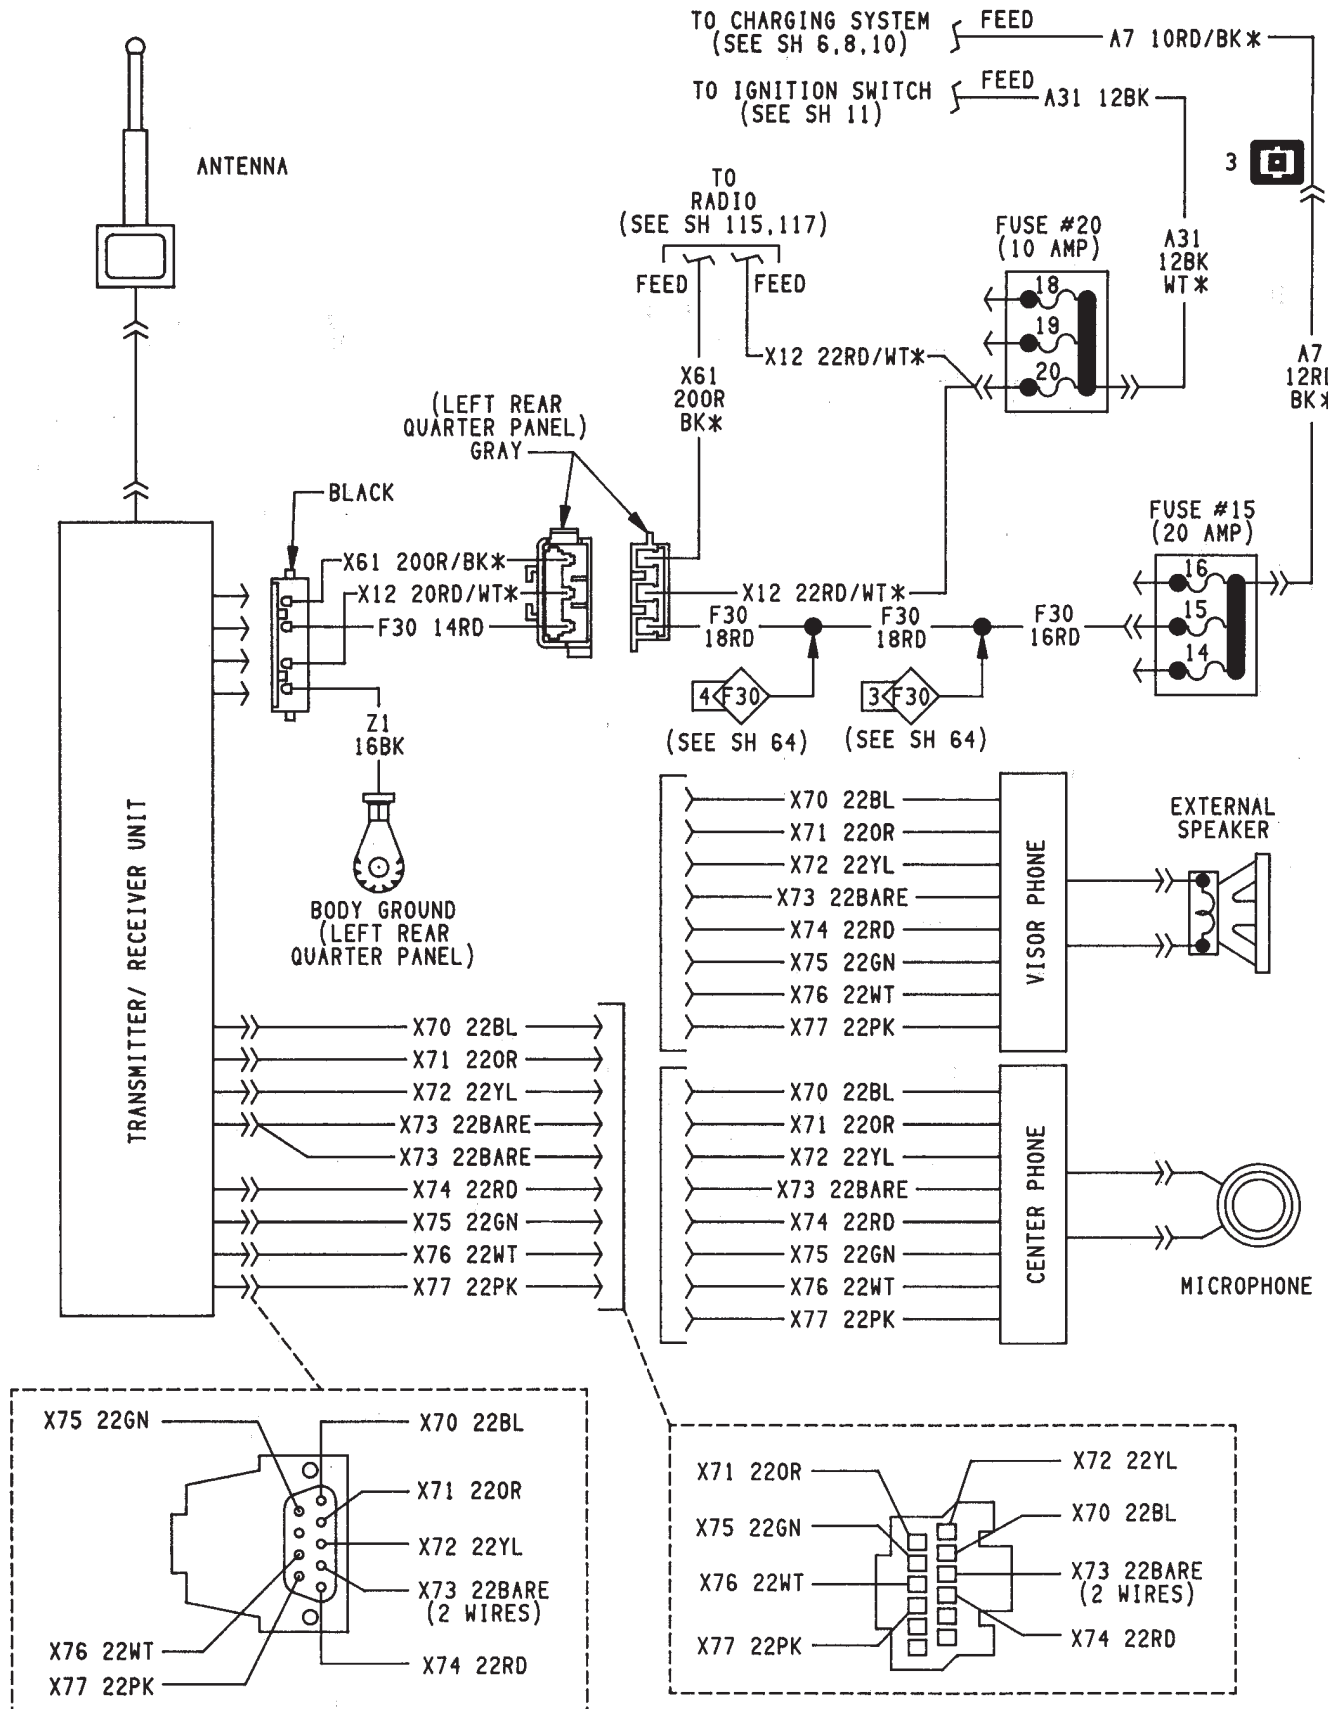 TO CHARGING SYSTEM
(SEE SH 6,8,10)
FEED
A7 10RD/BK*
TO IGNITION SWITCH
(SEE SH 11)
FEED
A31 12BK
3
ANTENNA
TO
RADIO
(SEE SH 115,117)
FEED
FEED
FUSE #20
(10 AMP)
18
19
20
A31
12BK
WT*
X12 22RD/WT*
X61
20OR
BK*
A7
12RD
BK*
(LEFT REAR
QUARTER PANEL)
GRAY
BLACK
FUSE #15
(20 AMP)
16
15
14
X61 20OR/BK*
X12 20RD/WT*
F30 14RD
X12 22RD/WT*
F30
18RD
F30
18RD
F30
16RD
4 F30
(SEE SH 64)
3 F30
(SEE SH 64)
Z1
16BK
BODY GROUND
(LEFT REAR
QUARTER PANEL)
TRANSMITTER/ RECEIVER UNIT
X70 22BL
X71 22OR
X72 22YL
X73 22BARE
X74 22RD
X75 22GN
X76 22WT
X77 22PK
VISOR PHONE
EXTERNAL
SPEAKER
X70 22BL
X71 22OR
X72 22YL
X73 22BARE
X73 22BARE
X74 22RD
X75 22GN
X76 22WT
X77 22PK
X70 22BL
X71 22OR
X72 22YL
X73 22BARE
X74 22RD
X75 22GN
X76 22WT
X77 22PK
CENTER PHONE
MICROPHONE
X75 22GN
X70 22BL
X71 22OR
X72 22YL
X73 22BARE
(2 WIRES)
X76 22WT
X77 22PK
X74 22RD
X71 22OR
X72 22YL
X75 22GN
X70 22BL
X76 22WT
X73 22BARE
(2 WIRES)
X77 22PK
X74 22RD